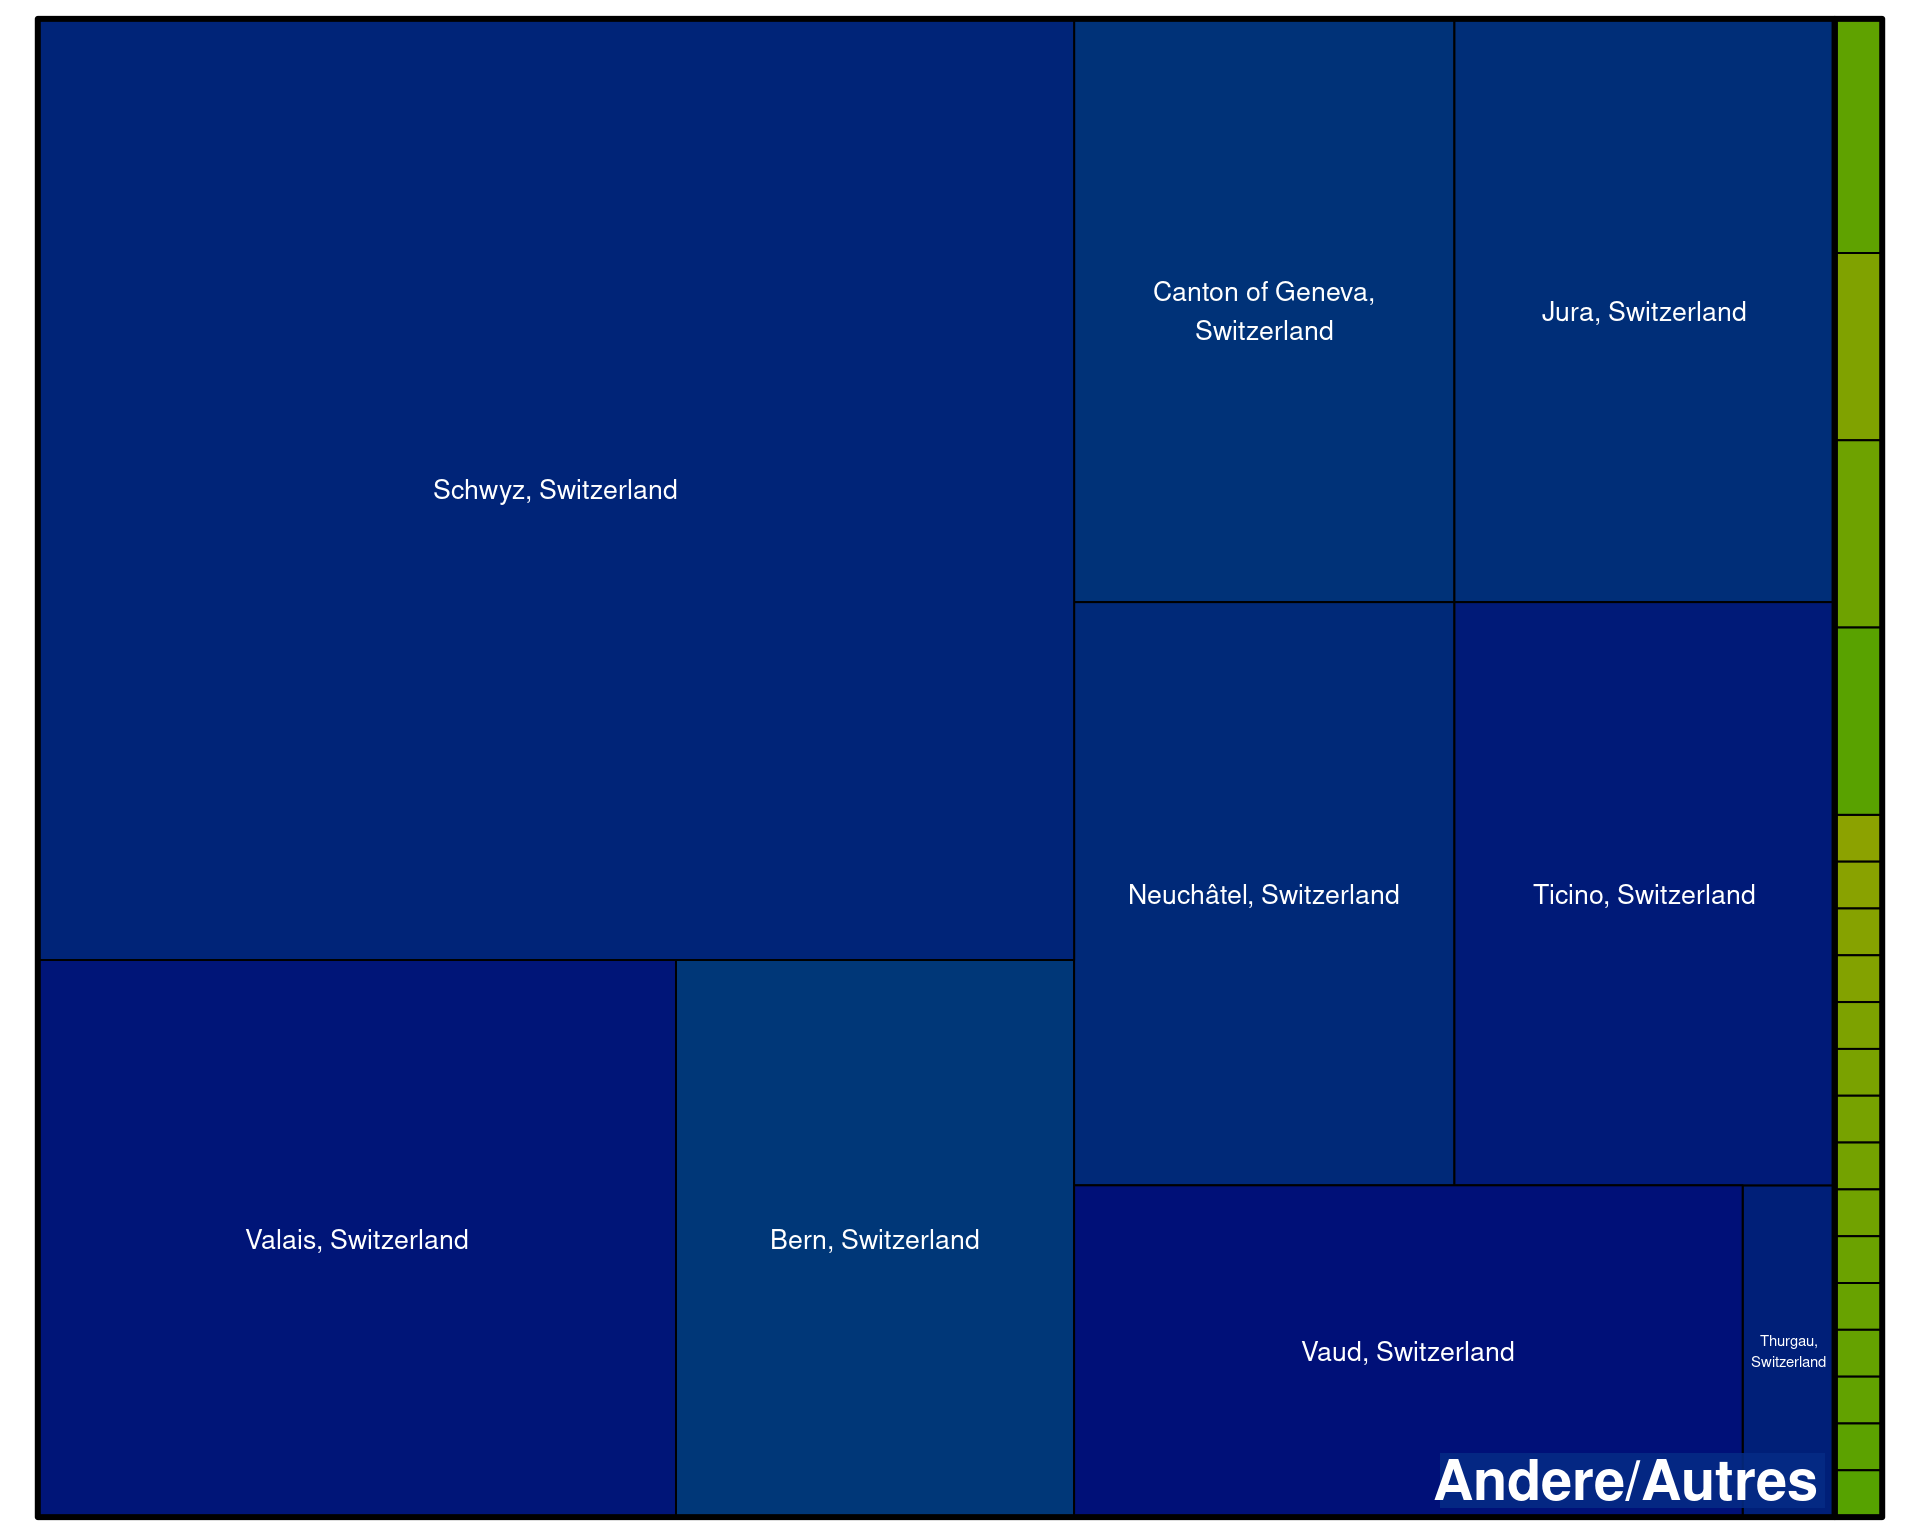 Schwyz, Switzerland
Canton of Geneva,
Switzerland
Jura, Switzerland
Neuchâtel, Switzerland
Ticino, Switzerland
Valais, Switzerland
Bern, Switzerland
Vaud, Switzerland
Thurgau,
Switzerland
Andere/Autres